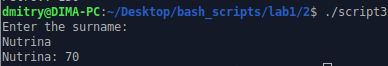 dmitry@DIMA-PC:~/Desktop/bash_scripts/lab1/2$ ./script3
Enter the surname:
Nutrina
Nutrina: 70